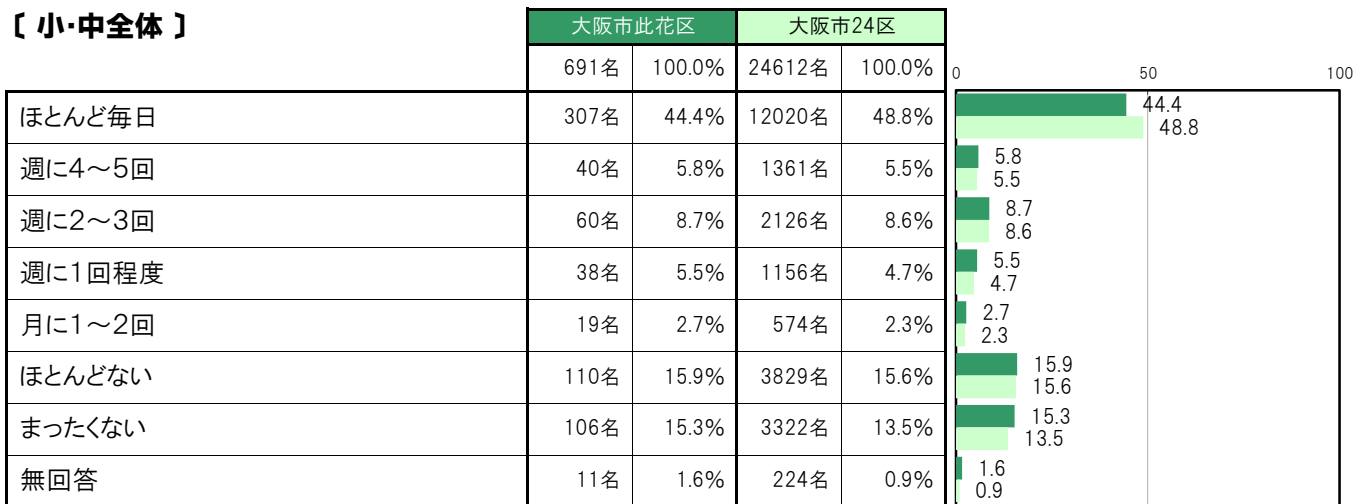 〔 小・中全体 〕
大阪市此花区 大阪市24区
691名 100.0% 24612名 100.0%
0 50 100
ほとんど毎日 307名 44.4% 12020名 48.8%
44.4
48.8
週に4～5回 40名 5.8% 1361名 5.5%
5.8
5.5
週に2～3回 60名 8.7% 2126名 8.6%
8.7
8.6
週に1回程度 38名 5.5% 1156名 4.7%
5.5
4.7
月に1～2回 19名 2.7% 574名 2.3%
2.7
2.3
ほとんどない 110名 15.9% 3829名 15.6%
15.9
15.6
まったくない 106名 15.3% 3322名 13.5%
15.3
13.5
無回答 11名 1.6% 224名 0.9%
1.6
0.9